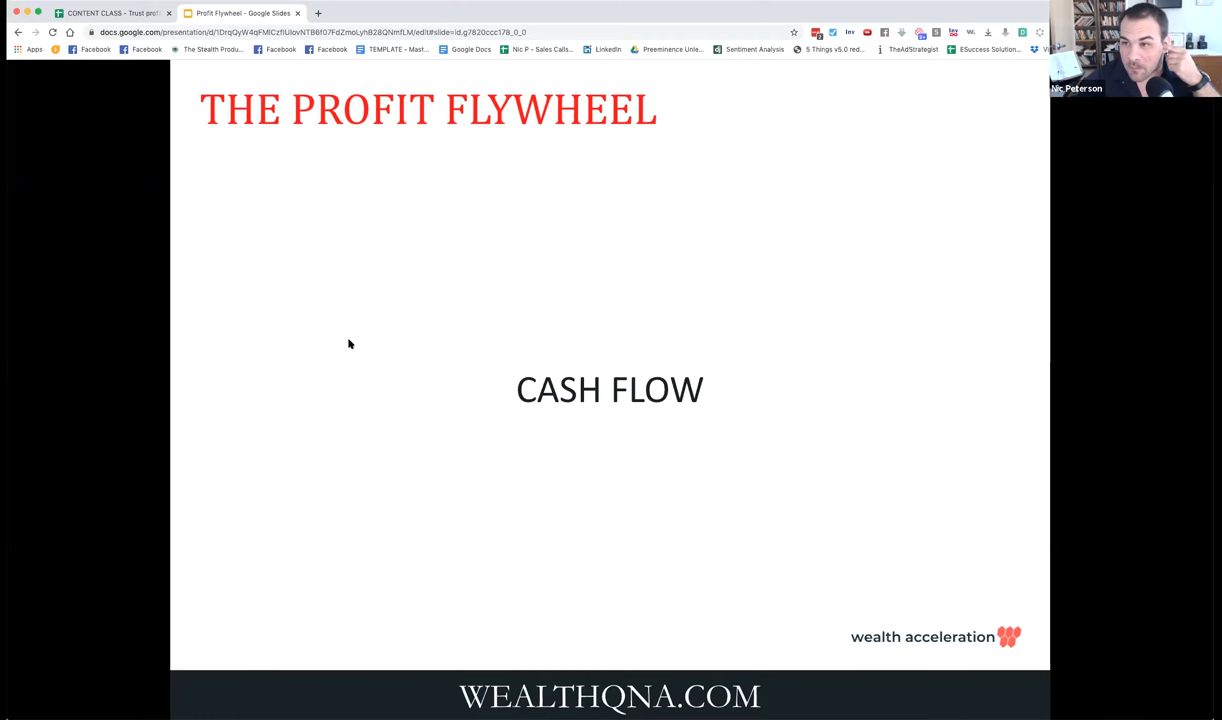 CONTENT CLASS - Trust prof
Profit Flywheel - Google Slides
docs.google.com/presentation/d/1DrqQyW4qFMlCzfIUIovNTB6f07FdZmoLyhB28QNmfLM/edit#slide=id.g7820ccc178_0_0
Apps
Facebook
Facebook
The Stealth Produ...
Facebook
Facebook
TEMPLATE - Mast...
Google Docs
Nic P - Sales Calls...
LinkedIn
Preeminence Unle...
Sentiment Analysis
5 Things v5.0 red...
TheAdStrategist
ESuccess Solution...
Nic Peterson
THE PROFIT FLYWHEEL
CASH FLOW
wealth acceleration
WEALTHQNA.COM